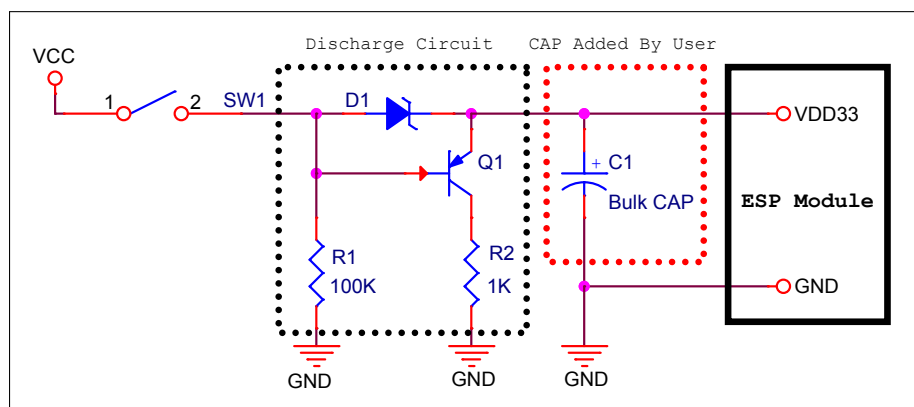 Discharge Circuit
CAP Added By User
VCC
1
2
SW1
D1
Q1
+
C1
Bulk CAP
VDD33
ESP Module
R1
100K
R2
1K
GND
GND
GND
GND